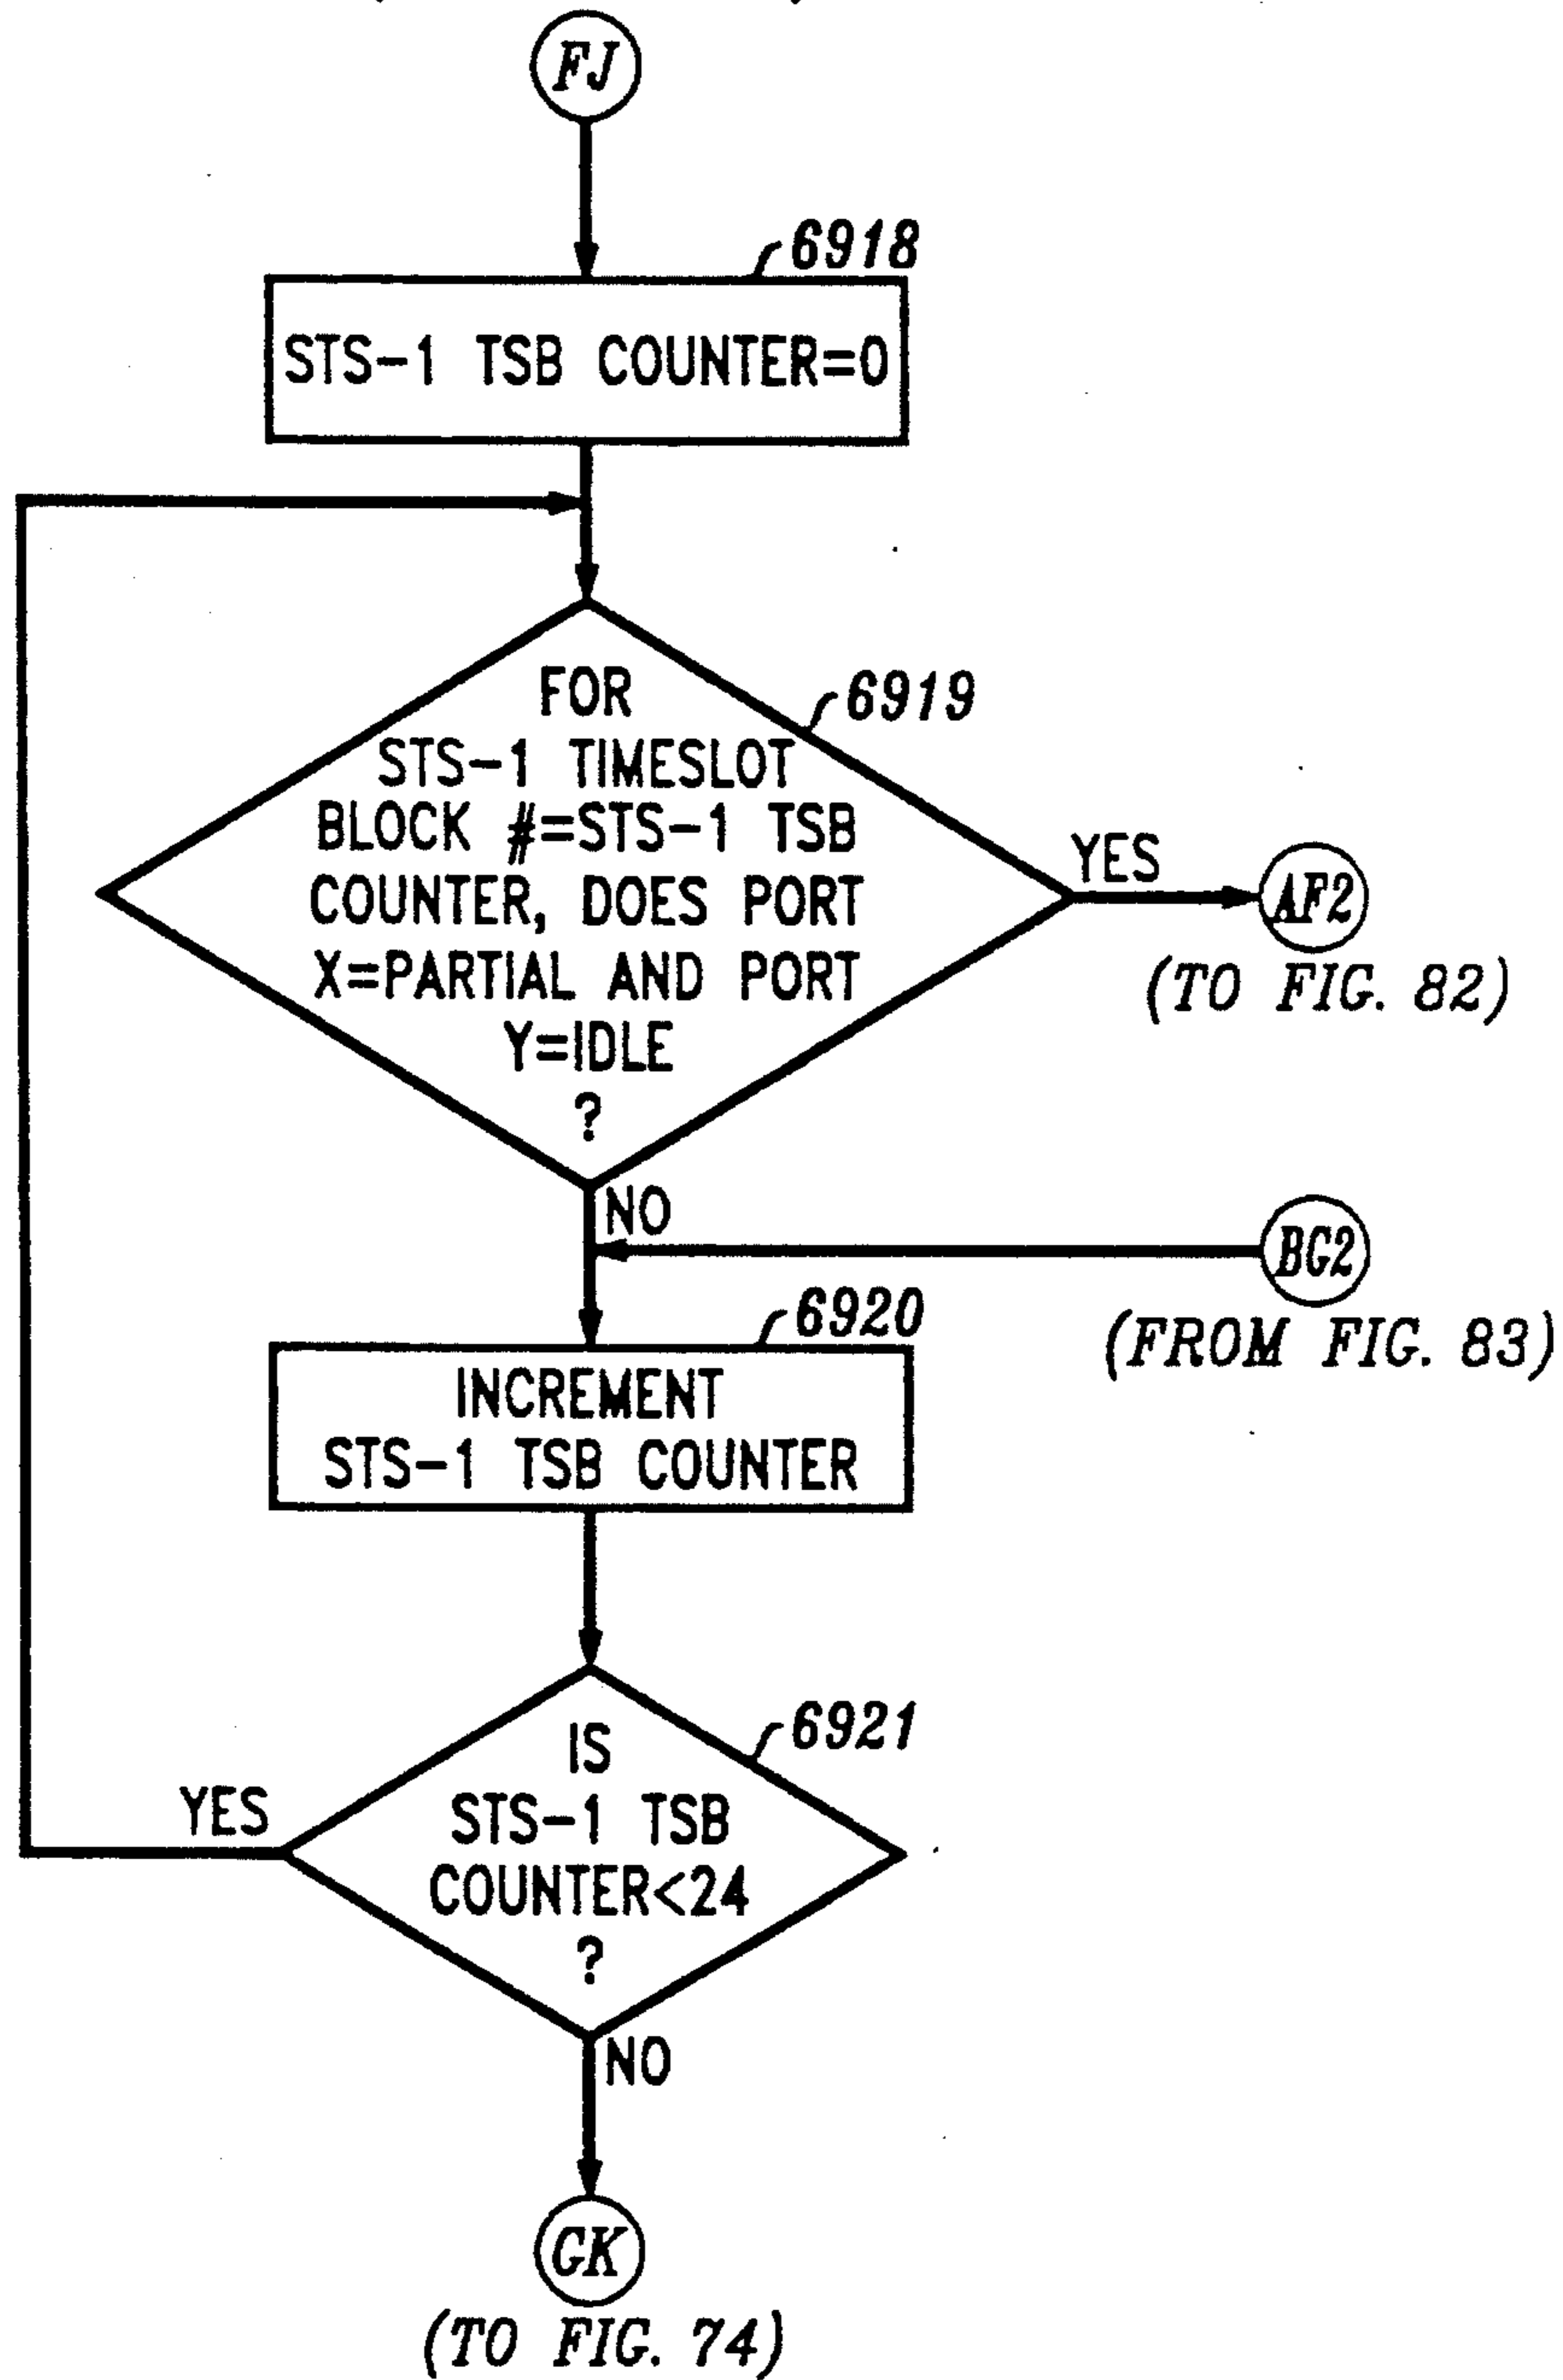 FJ
6918
STS-1 TSB COUNTER=0
6919
FOR
STS-1 TIMESLOT
BLOCK #=STS-1 TSB
COUNTER, DOES PORT
X=PARTIAL AND PORT
Y=IDLE
?
YES
AF2
(TO FIG. 82)
NO
BG2
(FROM FIG. 83)
6920
INCREMENT
STS-1 TSB COUNTER
6921
IS
STS-1 TSB
COUNTER<24
?
YES
NO
GK
(TO FIG. 74)